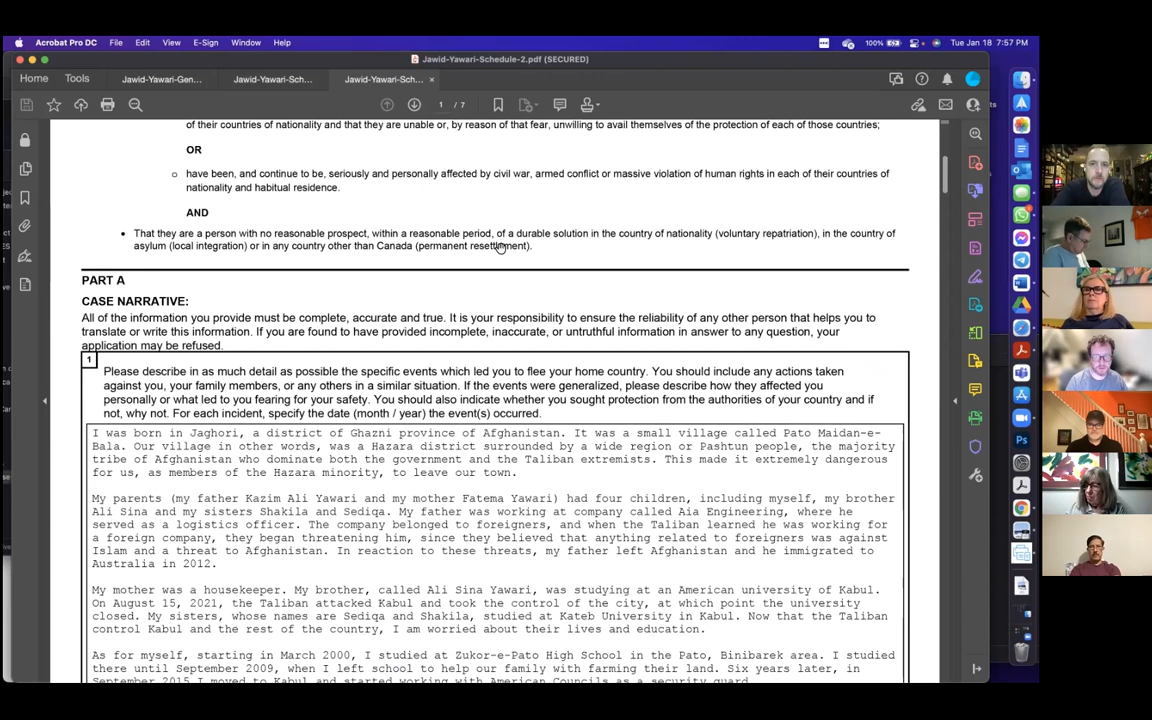 Acrobat Pro DC File Edit View E-Sign Window Help 100% Tue Jan 18 7:57 PM
Jawid-Yawari-Schedule-2.pdf (SECURED)
Home Tools Jawid-Yawari-Gen... Jawid-Yawari-Sch... Jawid-Yawari-Sch... ×
1 / 7
of their countries of nationality and that they are unable or, by reason of that fear, unwilling to avail themselves of the protection of each of those countries;
OR
have been, and continue to be, seriously and personally affected by civil war, armed conflict or massive violation of human rights in each of their countries of
nationality and habitual residence.
AND
• That they are a person with no reasonable prospect, within a reasonable period, of a durable solution in the country of nationality (voluntary repatriation), in the country of
asylum (local integration) or in any country other than Canada (permanent resettlement).
PART A
CASE NARRATIVE:
All of the information you provide must be complete, accurate and true. It is your responsibility to ensure the reliability of any other person that helps you to
translate or write this information. If you are found to have provided incomplete, inaccurate, or untruthful information in answer to any question, your
application may be refused.
1
Please describe in as much detail as possible the specific events which led you to flee your home country. You should include any actions taken
against you, your family members, or any others in a similar situation. If the events were generalized, please describe how they affected you
personally or what led to you fearing for your safety. You should also indicate whether you sought protection from the authorities of your country and if
not, why not. For each incident, specify the date (month / year) the event(s) occurred.
I was born in Jaghori, a district of Ghazni province of Afghanistan. It was a small village called Pato Maidan-e-
Bala. Our village in other words, was a Hazara district surrounded by a wide region or Pashtun people, the majority
tribe of Afghanistan who dominate both the government and the Taliban extremists. This made it extremely dangerous
for us, as members of the Hazara minority, to leave our town.
My parents (my father Kazim Ali Yawari and my mother Fatema Yawari) had four children, including myself, my brother
Ali Sina and my sisters Shakila and Sediqa. My father was working at company called Aia Engineering, where he
served as a logistics officer. The company belonged to foreigners, and when the Taliban learned he was working for
a foreign company, they began threatening him, since they believed that anything related to foreigners was against
Islam and a threat to Afghanistan. In reaction to these threats, my father left Afghanistan and he immigrated to
Australia in 2012.
My mother was a housekeeper. My brother, called Ali Sina Yawari, was studying at an American university of Kabul.
On August 15, 2021, the Taliban attacked Kabul and took the control of the city, at which point the university
closed. My sisters, whose names are Sediqa and Shakila, studied at Kateb University in Kabul. Now that the Taliban
control Kabul and the rest of the country, I am worried about their lives and education.
As for myself, starting in March 2000, I studied at Zukor-e-Pato High School in the Pato, Binibarek area. I studied
there until September 2009, when I left school to help our family with farming their land. Six years later, in
September 2015 I moved to Kabul and started working with American Councils as a security guard.